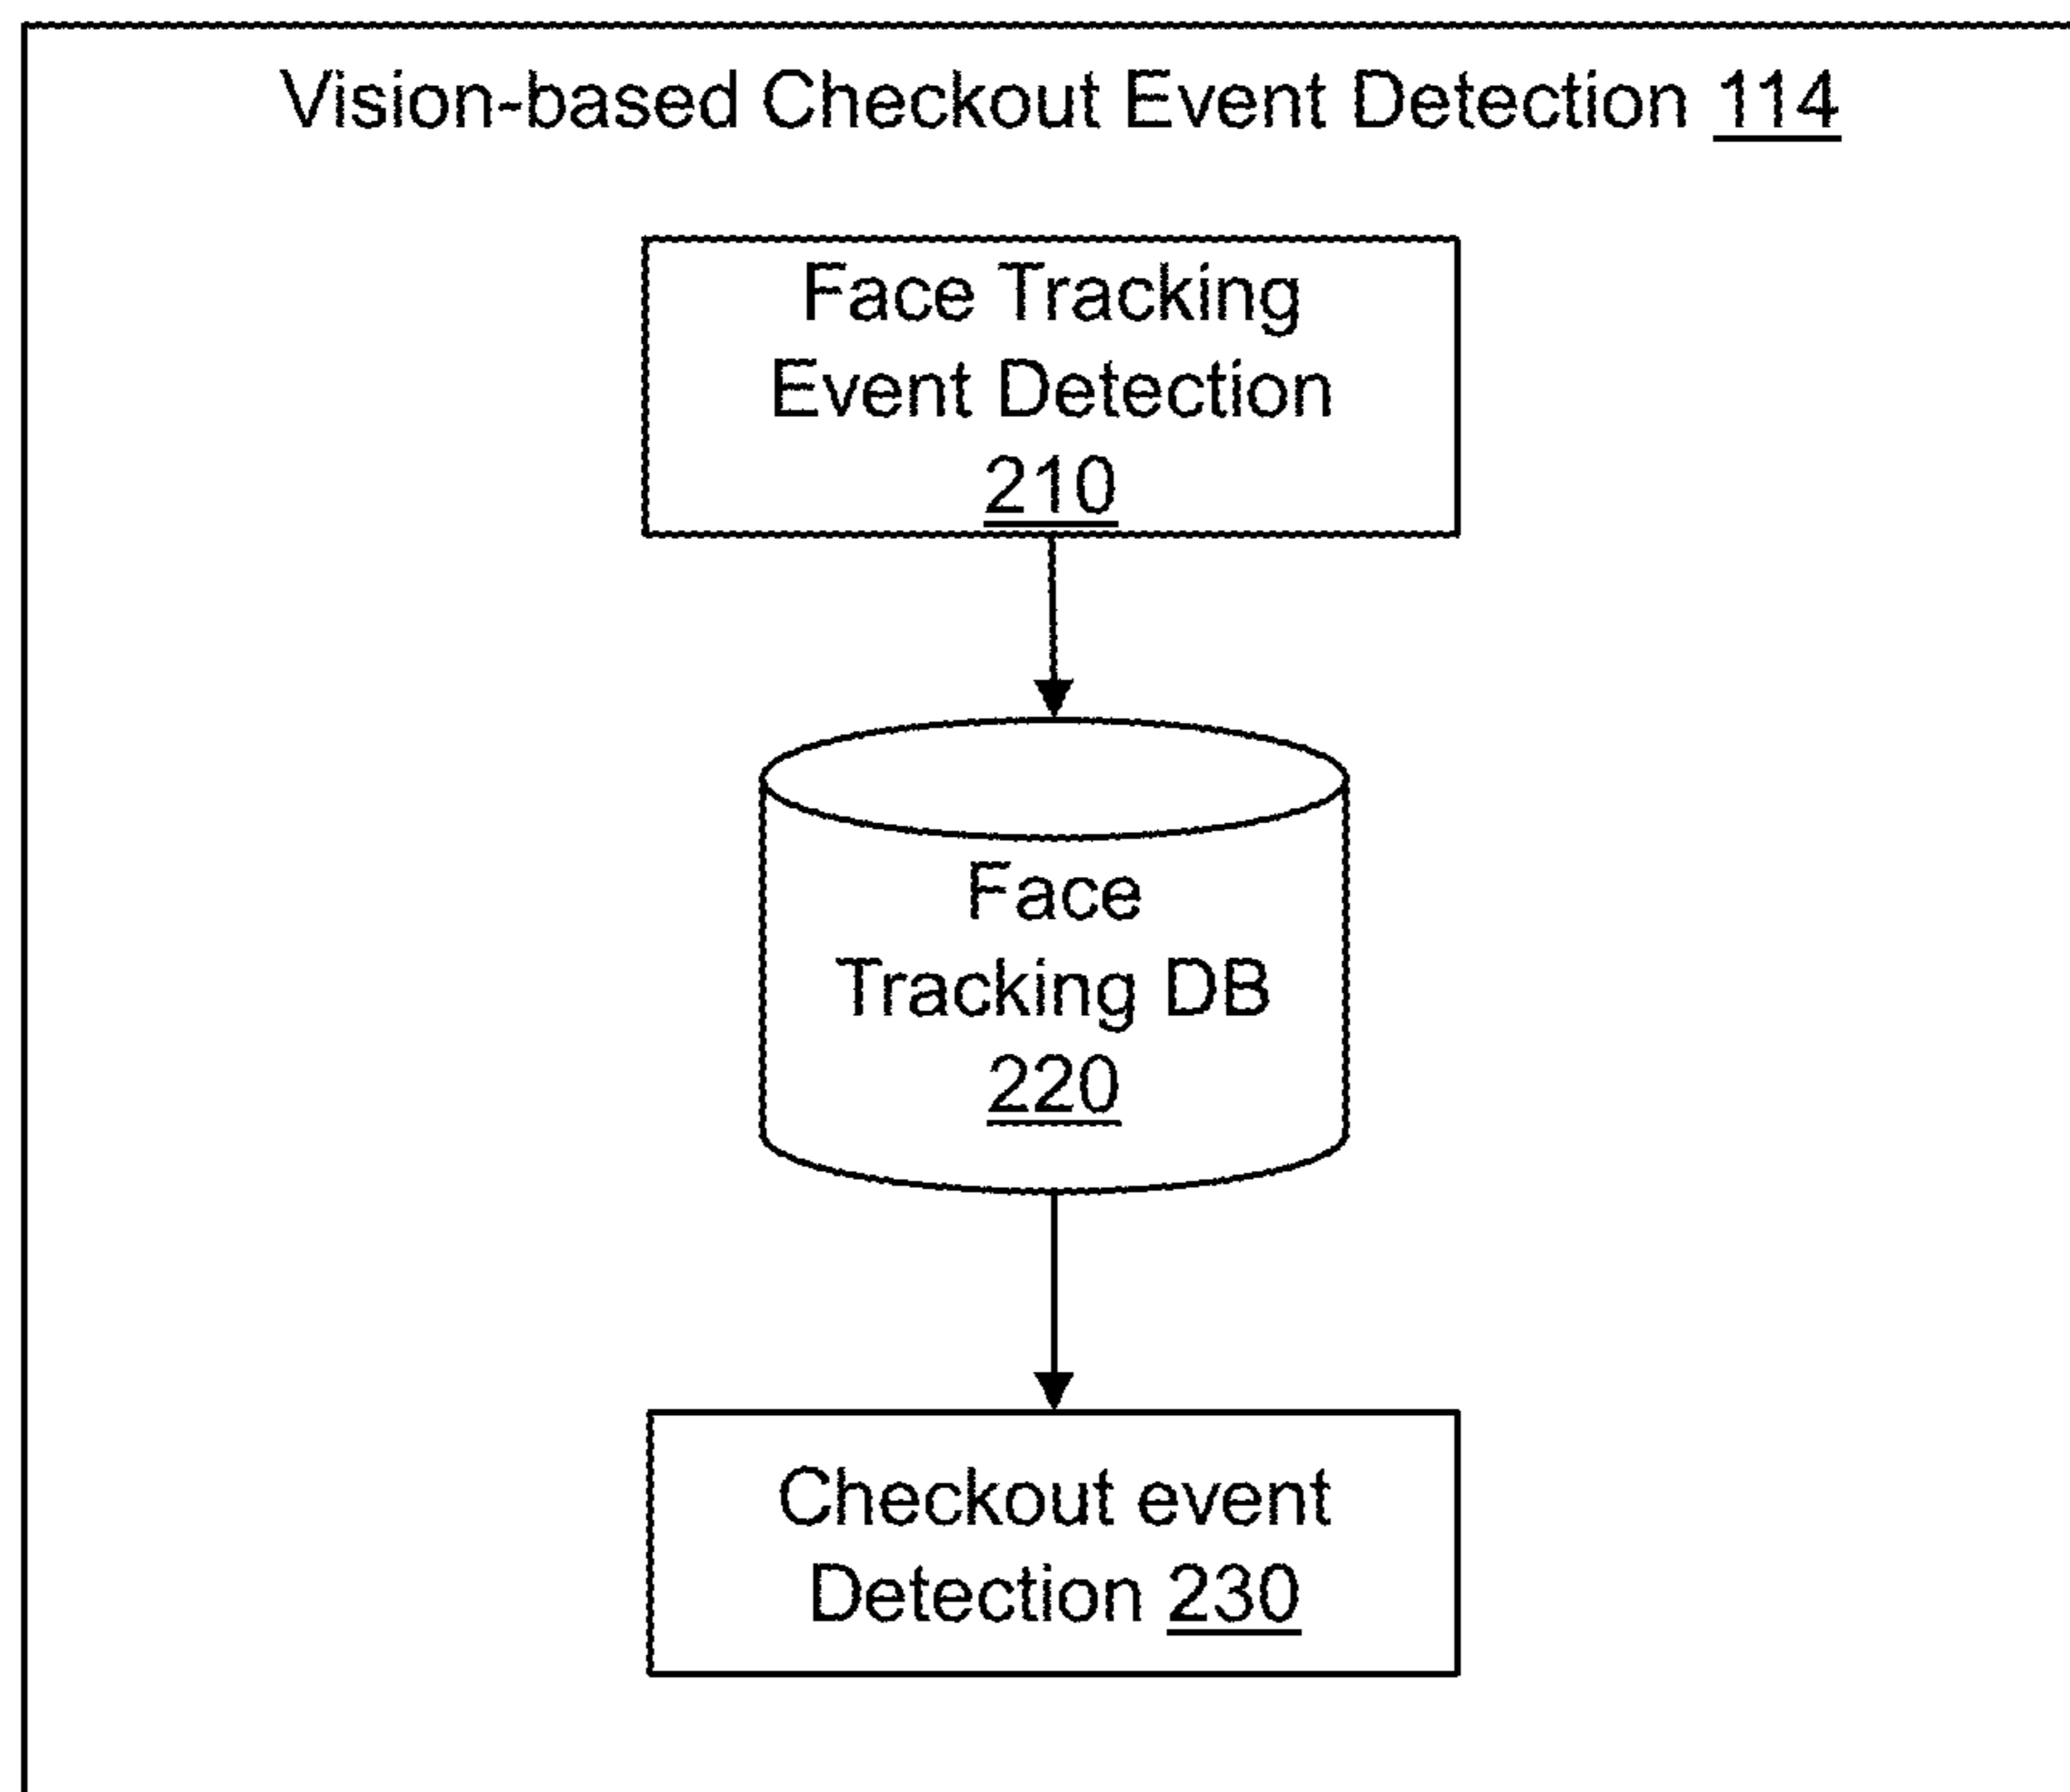 Vision-based Checkout Event Detection 114
Face Tracking
Event Detection
210
Face
Tracking DB
220
Checkout event
Detection 230